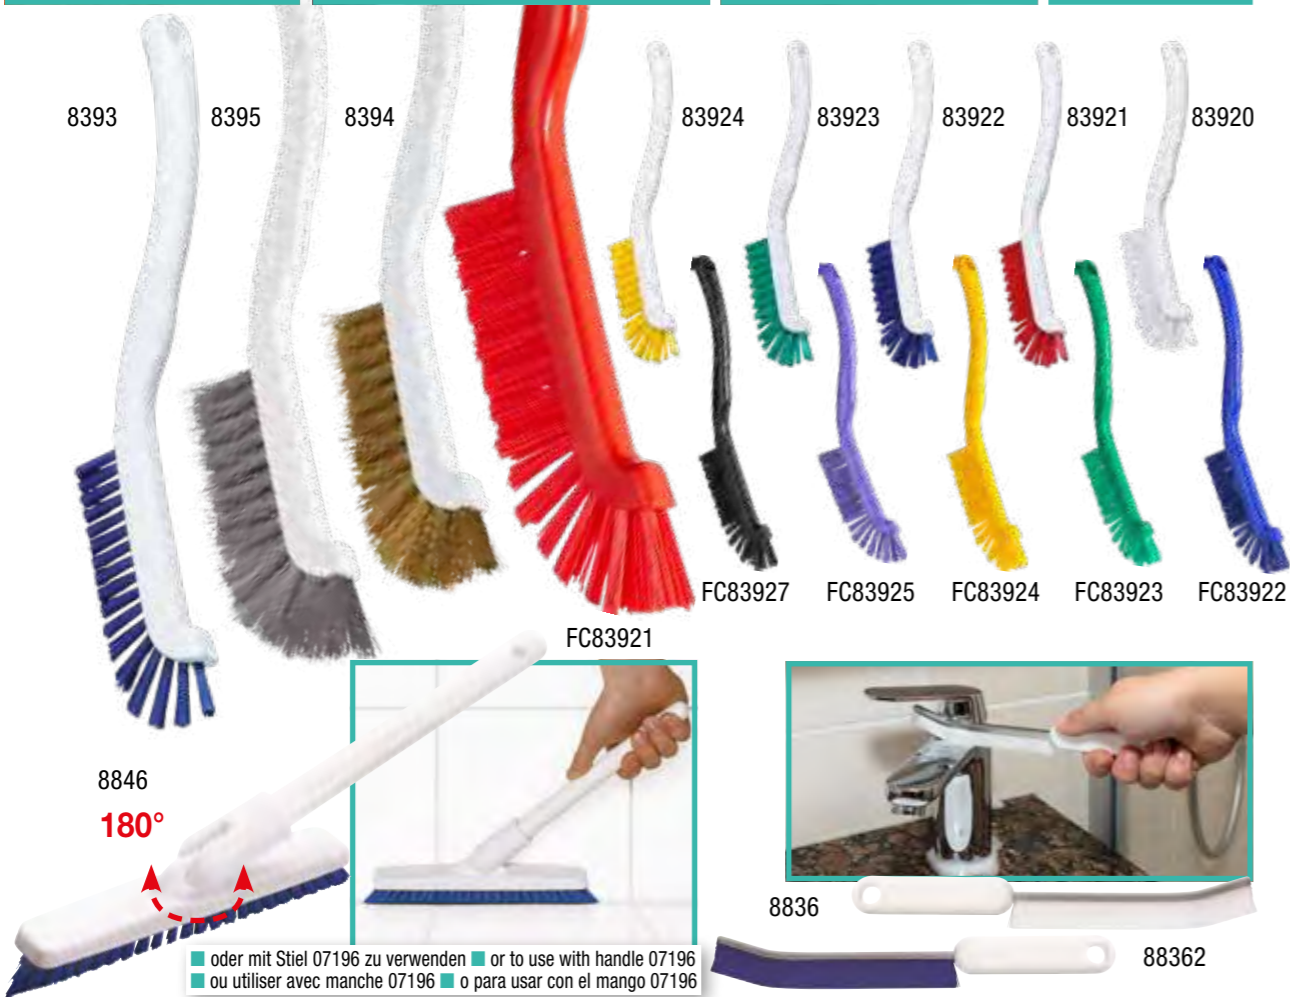 8393
8395
8394
83924
83923
83922
83921
83920
FC83927
FC83925
FC83924
FC83923
FC83922
FC83921
8846
180°
8836
88362
oder mit Stiel 07196 zu verwenden or to use with handle 07196
ou utiliser avec manche 07196 o para usar con el mango 07196